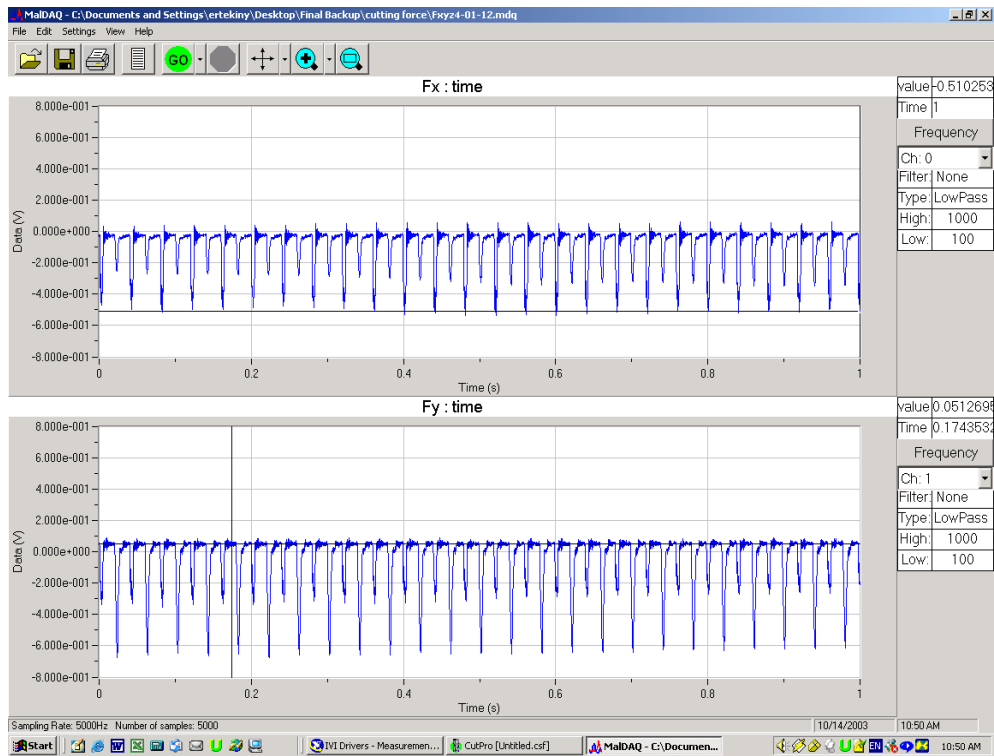 MalDAQ - C:\Documents and Settings\ertekiny\Desktop\Final Backup\cutting force\Fxyz4-01-12.mdq
File Edit Settings View Help
GO
Fx : time
value -0.510253
Time 1
Frequency
Ch: 0
Filter: None
Type: LowPass
High: 1000
Low: 100
Data (V)
8.000e-001
6.000e-001
4.000e-001
2.000e-001
0.000e+000
-2.000e-001
-4.000e-001
-6.000e-001
-8.000e-001
0 0.2 0.4 0.6 0.8 1
Time (s)
Fy : time
value 0.0512695
Time 0.1743532
Frequency
Ch: 1
Filter: None
Type: LowPass
High: 1000
Low: 100
Data (V)
8.000e-001
6.000e-001
4.000e-001
2.000e-001
0.000e+000
-2.000e-001
-4.000e-001
-6.000e-001
-8.000e-001
0 0.2 0.4 0.6 0.8 1
Time (s)
Sampling Rate: 5000Hz Number of samples: 5000
10/14/2003 10:50 AM
Start
IVI Drivers - Measuremen...
CutPro [Untitled.csf]
MalDAQ - C:\Documen...
EN
10:50 AM